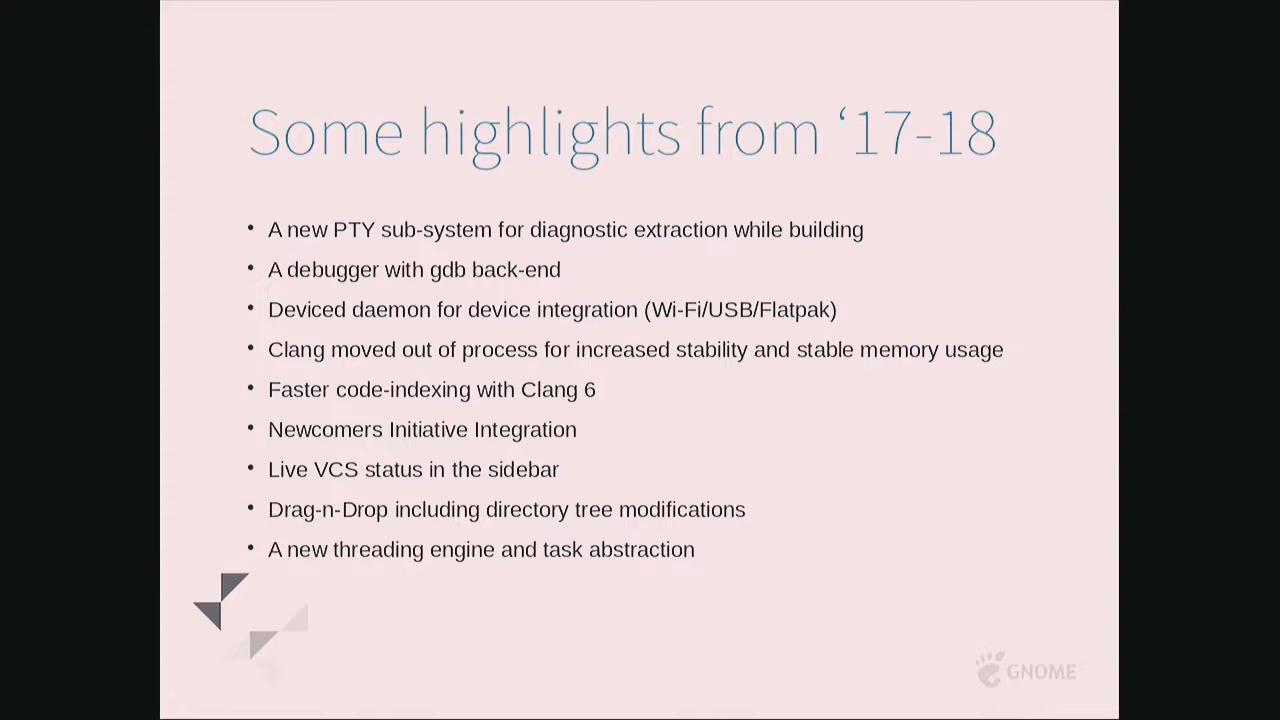 Some highlights from ‘17-18
• A new PTY sub-system for diagnostic extraction while building
• A debugger with gdb back-end
• Deviced daemon for device integration (Wi-Fi/USB/Flatpak)
• Clang moved out of process for increased stability and stable memory usage
• Faster code-indexing with Clang 6
• Newcomers Initiative Integration
• Live VCS status in the sidebar
• Drag-n-Drop including directory tree modifications
• A new threading engine and task abstraction
GNOME